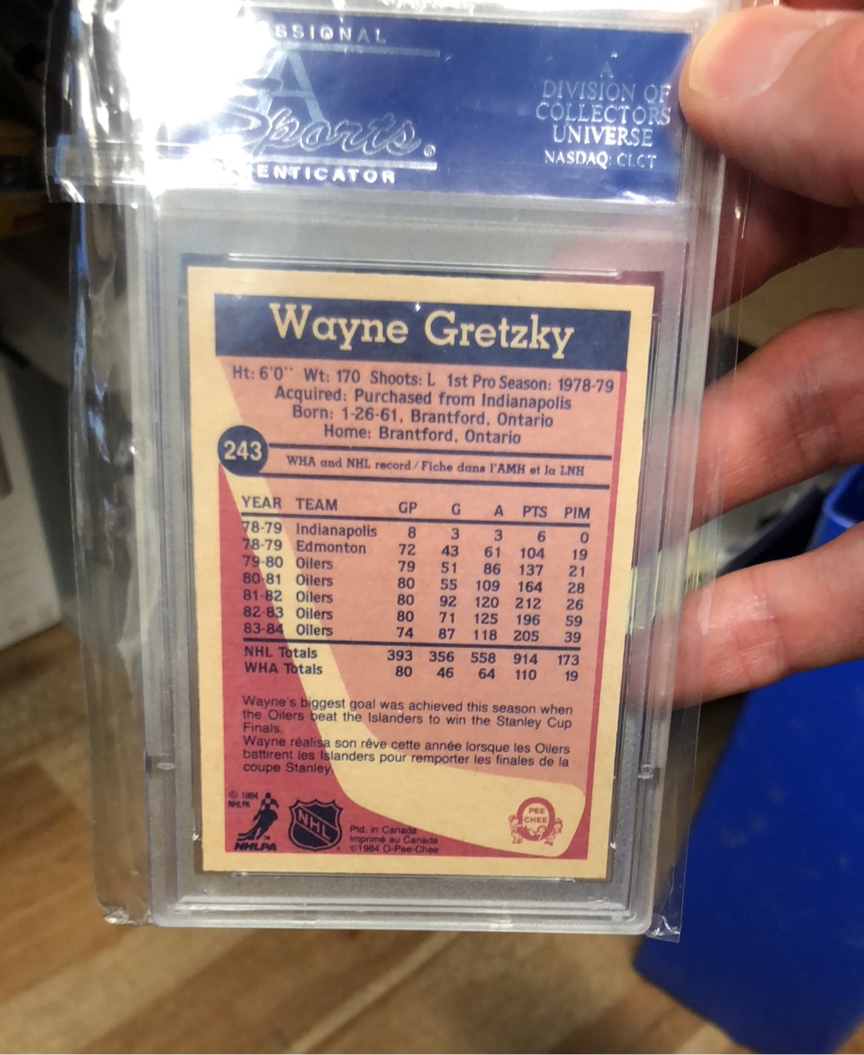 SSIONAL
A
Sports®
ENTICATOR
A
DIVISION OF
COLLECTORS
UNIVERSE
NASDAQ: CLCT
Wayne Gretzky
Ht: 6'0'' Wt: 170 Shoots: L 1st Pro Season: 1978-79
Acquired: Purchased from Indianapolis
Born: 1-26-61, Brantford, Ontario
Home: Brantford, Ontario
243
WHA and NHL record / Fiche dans l'AMH et la LNH
YEAR TEAM GP G A PTS PIM
78-79 Indianapolis 8 3 3 6 0
78-79 Edmonton 72 43 61 104 19
79-80 Oilers 79 51 86 137 21
80-81 Oilers 80 55 109 164 28
81-82 Oilers 80 92 120 212 26
82-83 Oilers 80 71 125 196 59
83-84 Oilers 74 87 118 205 39
NHL Totals 393 356 558 914 173
WHA Totals 80 46 64 110 19
Wayne's biggest goal was achieved this season when
the Oilers beat the Islanders to win the Stanley Cup
Finals.
Wayne réalisa son rêve cette année lorsque les Oilers
battirent les Islanders pour remporter les finales de la
coupe Stanley
© 1984
NHLPA
NHLPA
NHL
Ptd. in Canada
Imprimé au Canada
©1984 O-Pee-Chee
PEE
CHEE